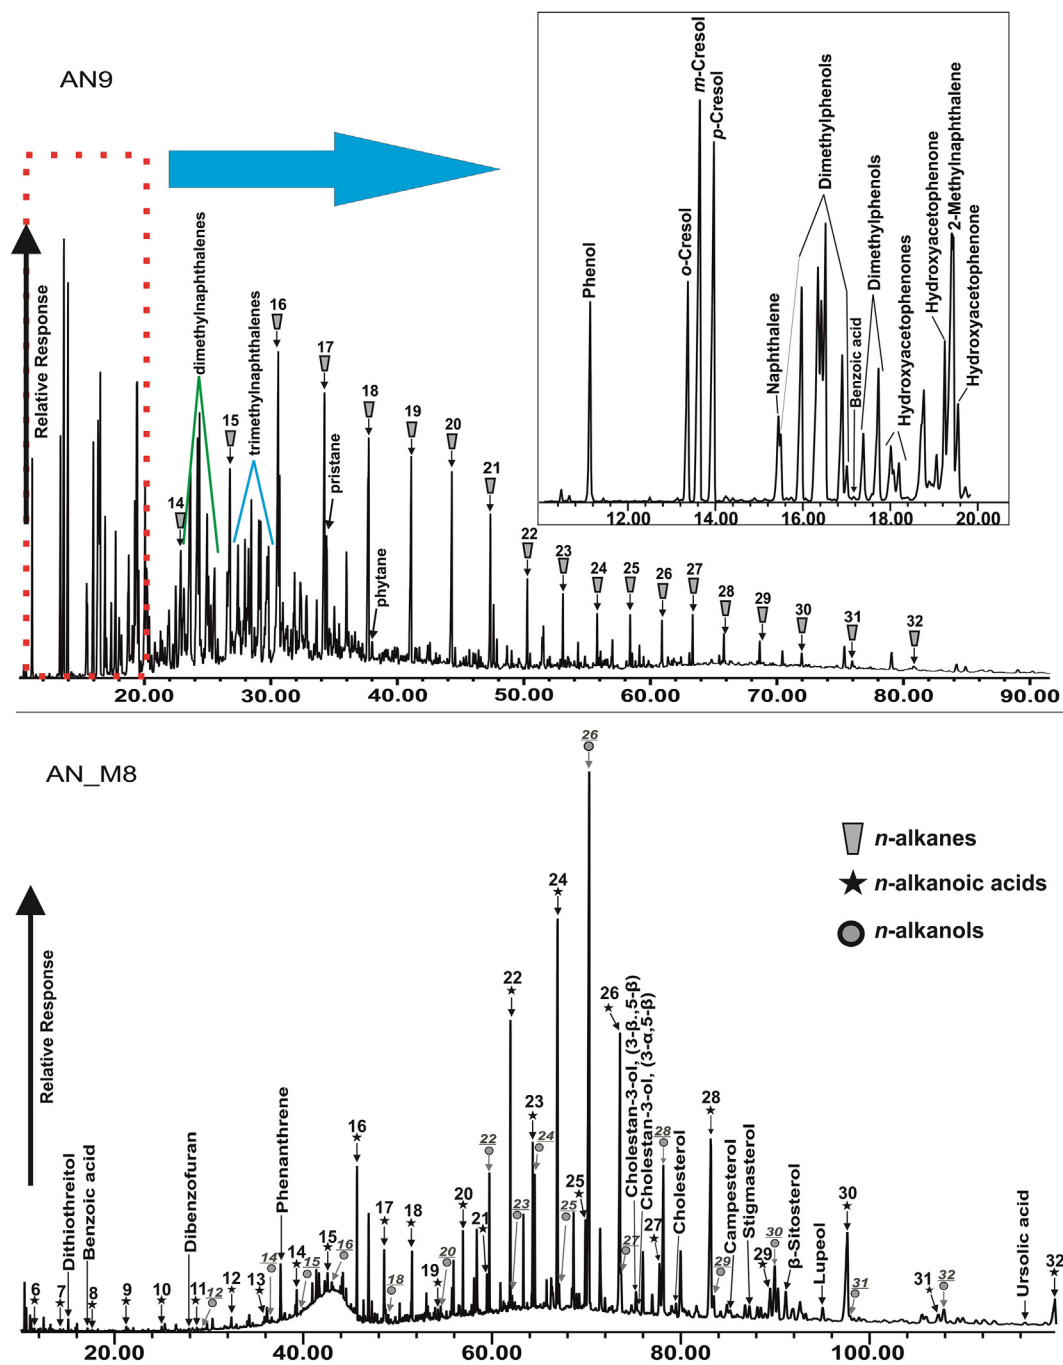 AN9
Relative Response
dimethylnaphthalenes
trimethylnaphthalenes
pristane
phytane
14
15
16
17
18
19
20
21
22
23
24
25
26
27
28
29
30
31
32
20.00 30.00 40.00 50.00 60.00 70.00 80.00 90.00
Phenol
o-Cresol
m-Cresol
p-Cresol
Naphthalene
Dimethylphenols
Benzoic acid
Dimethylphenols
Hydroxyacetophenones
Hydroxyacetophenone
2-Methylnaphthalene
Hydroxyacetophenone
12.00 14.00 16.00 18.00 20.00
AN_M8
Relative Response
n-alkanes
n-alkanoic acids
n-alkanols
6
7
Dithiothreitol
Benzoic acid
8
9
10
Dibenzofuran
11
12
12
13
14
Phenanthrene
14
15
15
16
16
17
18
18
19
20
20
21
22
22
23
23
24
24
25
25
26
26
27
Cholestan-3-ol, (3-β.,5-β)
Cholestan-3-ol, (3-α,5-β)
27
28
Cholesterol
28
29
Campesterol
Stigmasterol
29
30
β-Sitosterol
Lupeol
30
31
31
32
Ursolic acid
32
20.00 40.00 60.00 80.00 100.00